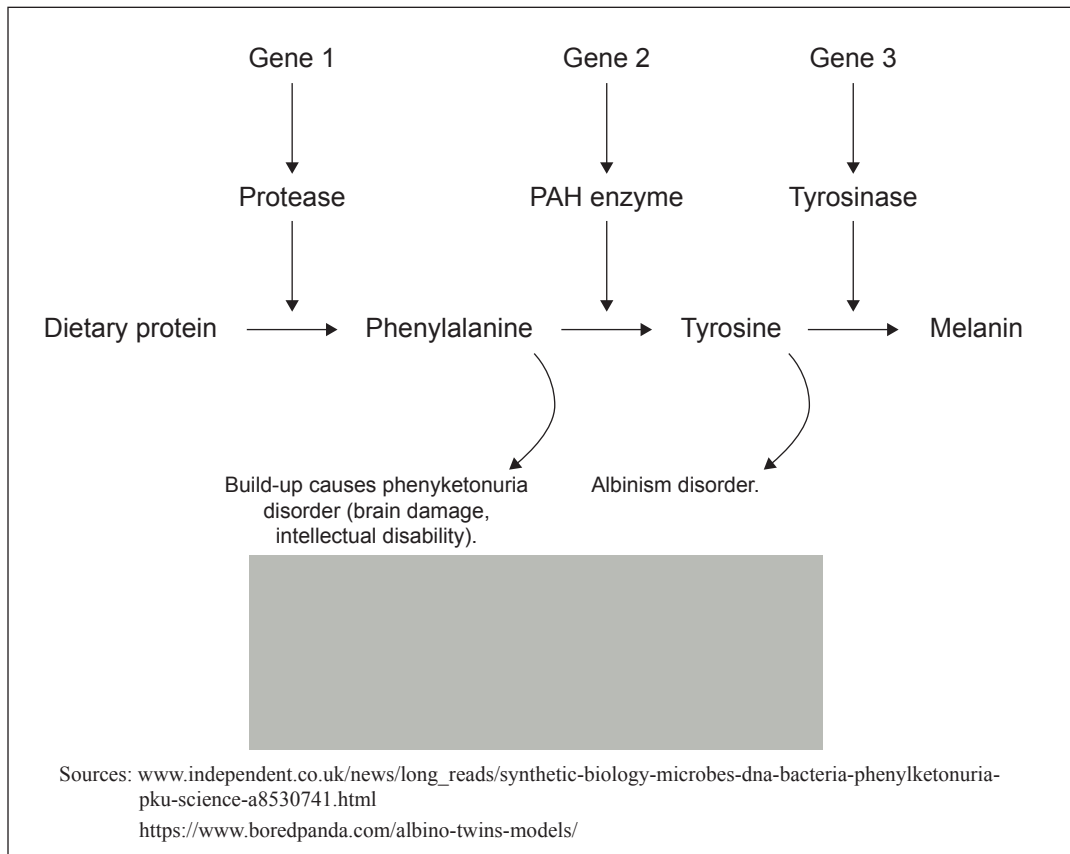 Gene 1 Gene 2 Gene 3
Protease PAH enzyme Tyrosinase
Dietary protein Phenylalanine Tyrosine Melanin
Build-up causes phenyketonuria
disorder (brain damage,
intellectual disability).
Albinism disorder.
Sources: www.independent.co.uk/news/long_reads/synthetic-biology-microbes-dna-bacteria-phenylketonuria-
pku-science-a8530741.html
https://www.boredpanda.com/albino-twins-models/